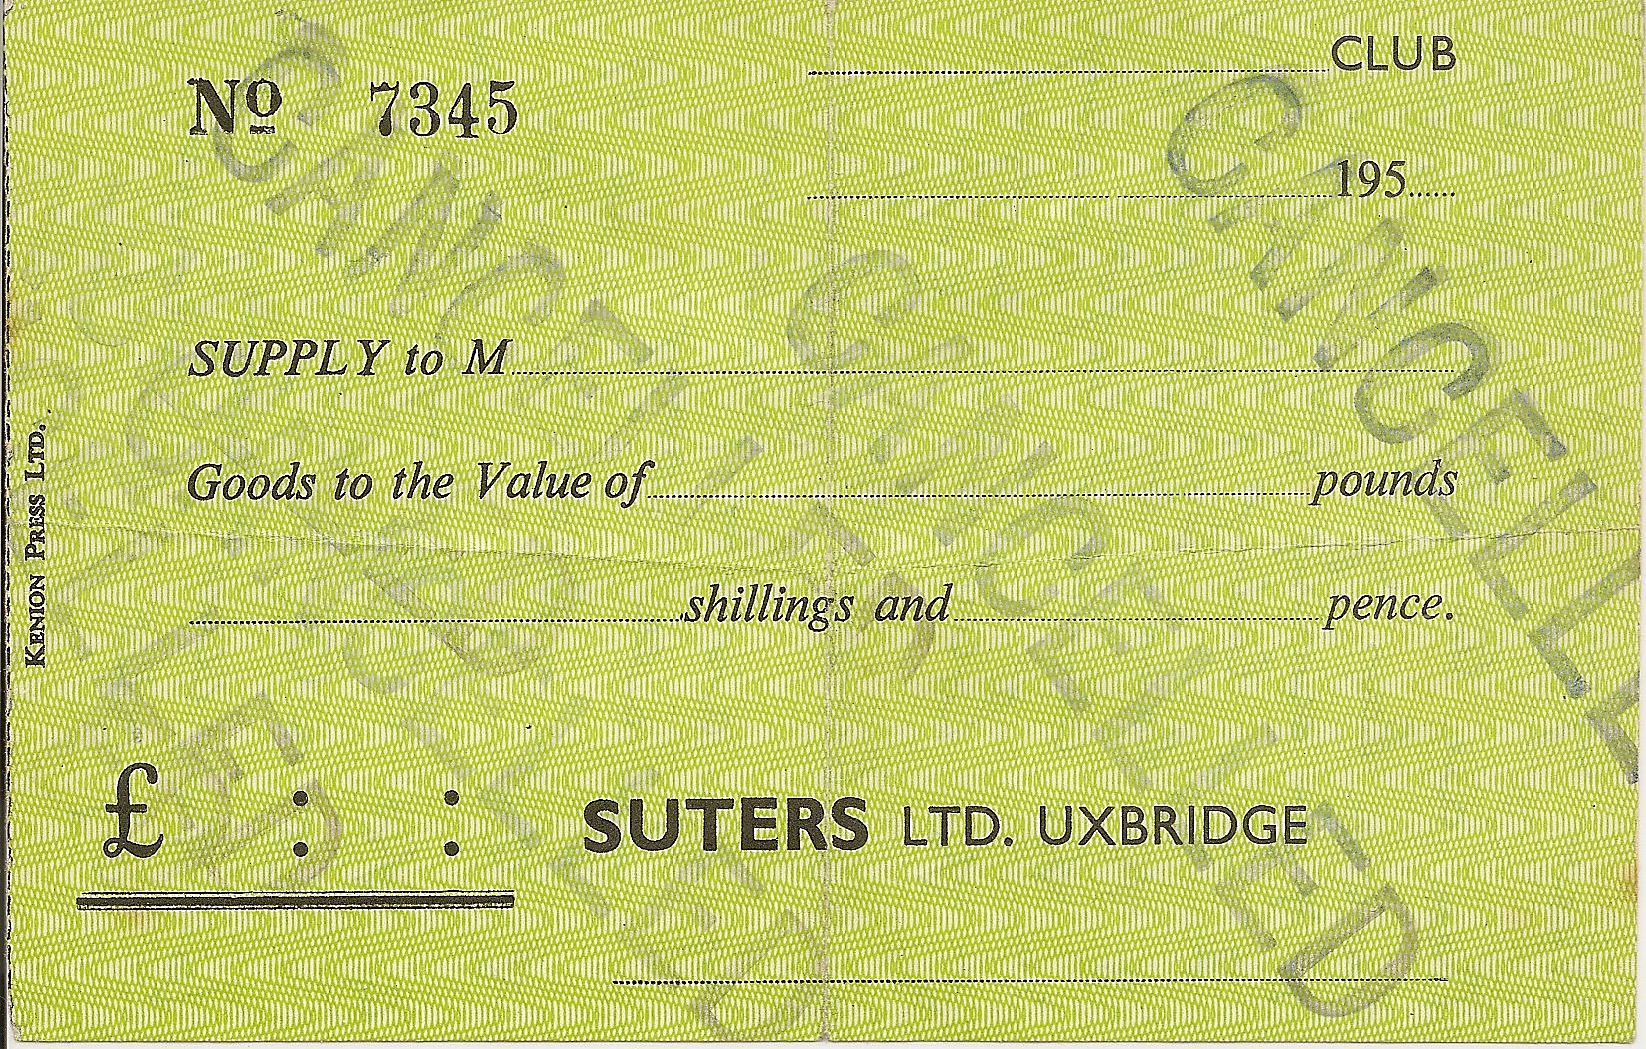 CLUB
Nº 7345
195......
SUPPLY to M
Goods to the Value of pounds
shillings and pence.
£ : : SUTERS LTD. UXBRIDGE
KENION PRESS LTD.
CANCELLED
CANCELLED
CANCELL